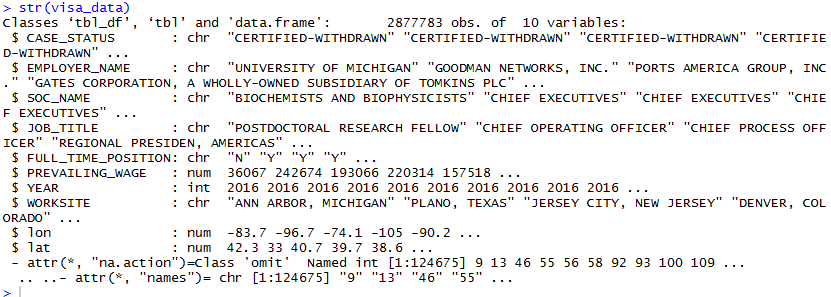 > str(visa_data)
Classes ‘tbl_df’, ‘tbl’ and 'data.frame':       2877783 obs. of  10 variables:
 $ CASE_STATUS       : chr  "CERTIFIED-WITHDRAWN" "CERTIFIED-WITHDRAWN" "CERTIFIED-WITHDRAWN" "CERTIFIE
D-WITHDRAWN" ...
 $ EMPLOYER_NAME     : chr  "UNIVERSITY OF MICHIGAN" "GOODMAN NETWORKS, INC." "PORTS AMERICA GROUP, INC
." "GATES CORPORATION, A WHOLLY-OWNED SUBSIDIARY OF TOMKINS PLC" ...
 $ SOC_NAME          : chr  "BIOCHEMISTS AND BIOPHYSICISTS" "CHIEF EXECUTIVES" "CHIEF EXECUTIVES" "CHIE
F EXECUTIVES" ...
 $ JOB_TITLE         : chr  "POSTDOCTORAL RESEARCH FELLOW" "CHIEF OPERATING OFFICER" "CHIEF PROCESS OFF
ICER" "REGIONAL PRESIDEN, AMERICAS" ...
 $ FULL_TIME_POSITION: chr  "N" "Y" "Y" "Y" ...
 $ PREVAILING_WAGE   : num  36067 242674 193066 220314 157518 ...
 $ YEAR              : int  2016 2016 2016 2016 2016 2016 2016 2016 2016 2016 ...
 $ WORKSITE          : chr  "ANN ARBOR, MICHIGAN" "PLANO, TEXAS" "JERSEY CITY, NEW JERSEY" "DENVER, COL
ORADO" ...
 $ lon               : num  -83.7 -96.7 -74.1 -105 -90.2 ...
 $ lat               : num  42.3 33 40.7 39.7 38.6 ...
 - attr(*, "na.action")=Class 'omit'  Named int [1:124675] 9 13 46 55 56 58 92 93 100 109 ...
  .. ..- attr(*, "names")= chr [1:124675] "9" "13" "46" "55" ...
>